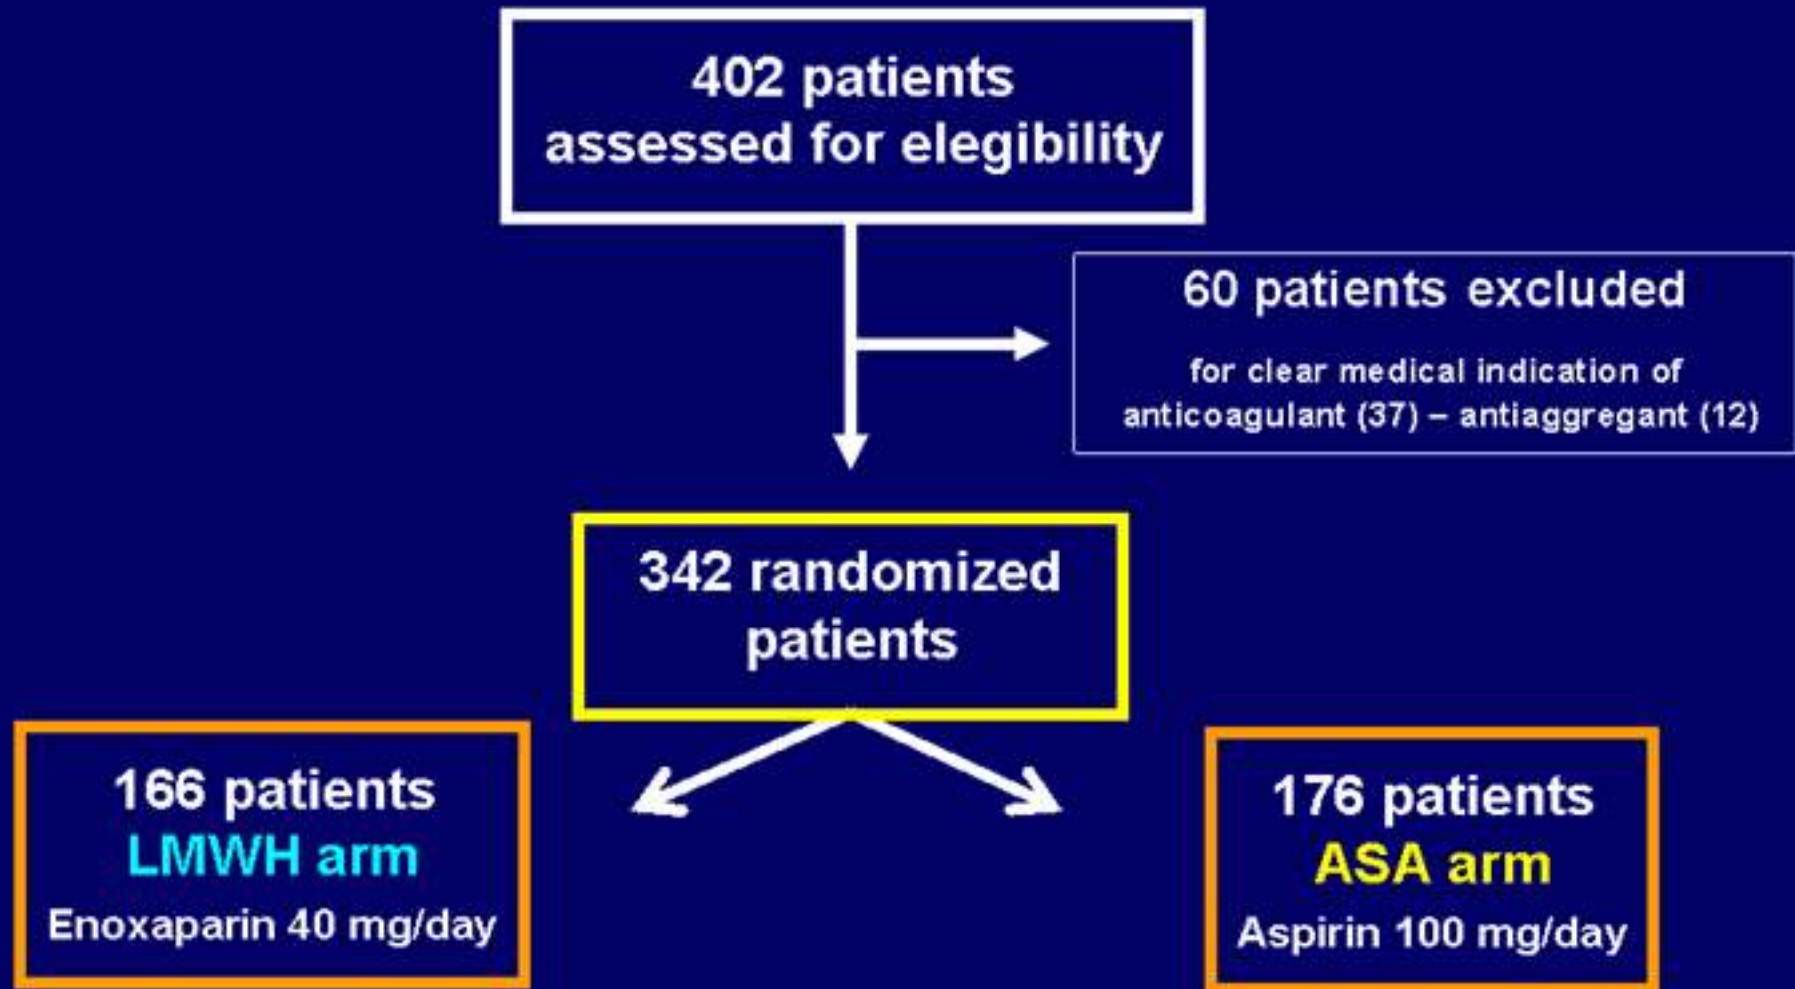 402 patients
assessed for elegibility
60 patients excluded
for clear medical indication of
anticoagulant (37) – antiaggregant (12)
342 randomized
patients
166 patients
LMWH arm
Enoxaparin 40 mg/day
176 patients
ASA arm
Aspirin 100 mg/day